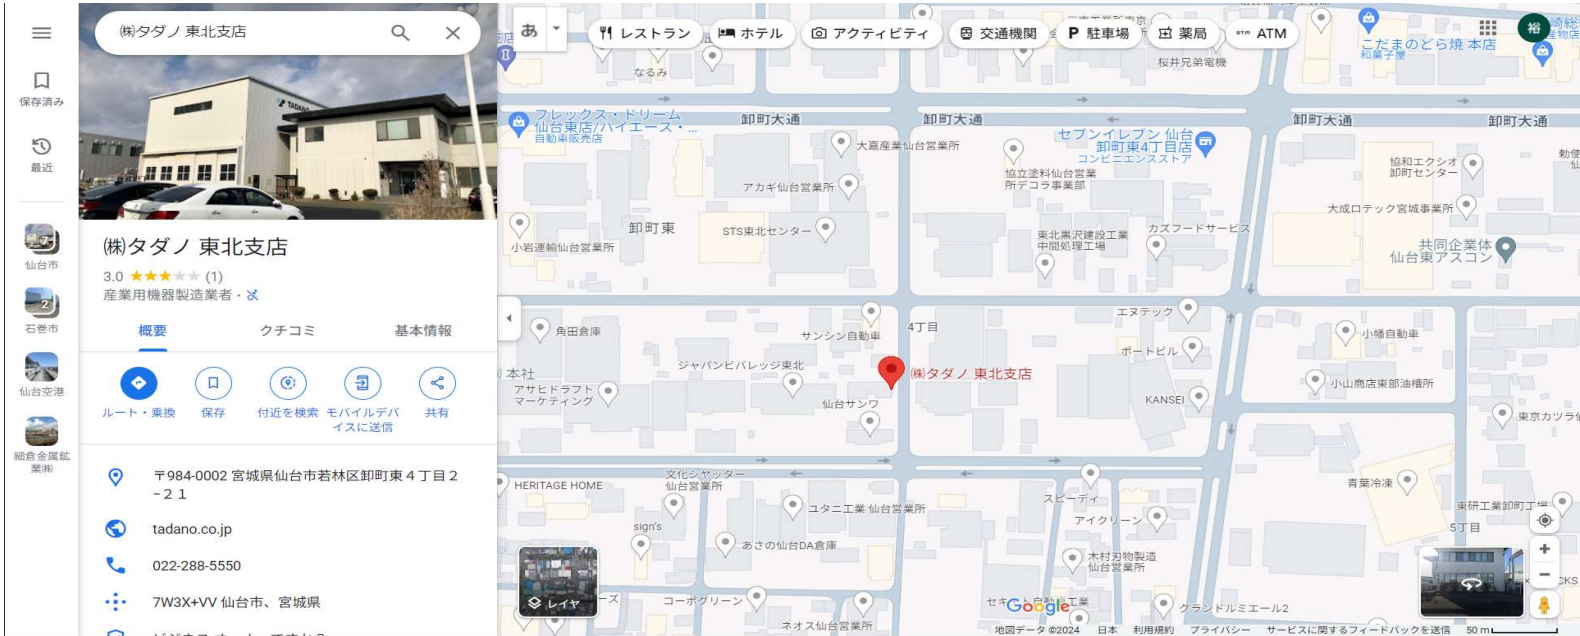 ㈱タダノ 東北支店
保存済み
最近
7
仙台市
2
石巻市
仙台空港
細倉金属鉱
業㈱
TADANO
㈱タダノ 東北支店
3.0 ★★★★★ (1)
産業用機器製造業者・
概要
クチコミ
基本情報
ルート・乗換
保存
付近を検索
モバイルデバ
イスに送信
共有
〒984-0002 宮城県仙台市若林区卸町東４丁目２
−２１
tadano.co.jp
022-288-5550
7W3X+VV 仙台市、宮城県
あ
レストラン
ホテル
アクティビティ
交通機関
P 駐車場
薬局
ATM
裕
なるみ
桜井兄弟電機
こだまのどら焼 本店
和菓子屋
フレックス・ドリーム
仙台東店/ハイエース・...
自動車販売店
卸町大通
卸町大通
卸町大通
卸町大通
大嘉産業仙台営業所
セブンイレブン 仙台
卸町東4丁目店
コンビニエンスストア
協立塗料仙台営業
所デコラ事業部
協和エクシオ
卸町センター
アカギ仙台営業所
大成ロテック宮城事業所
卸町東
STS東北センター
小岩運輸仙台営業所
東北黒沢建設工業
中間処理工場
カズフードサービス
共同企業体
仙台東アスコン
角田倉庫
サンシン自動車
4丁目
エヌテック
小幡自動車
ポートビル
ジャパンビバレッジ東北
本社
㈱タダノ 東北支店
アサヒドラフト
マーケティング
仙台サンワ
KANSEI
小山商店東部油槽所
東京カツラ
HERITAGE HOME
文化シヤッター
仙台営業所
スピーディ
青葉冷凍
ユタニ工業 仙台営業所
アイクリーン
東研工業卸町工場
5丁目
sign's
あさの仙台DA倉庫
木村刃物製造
仙台営業所
レイヤ
コーポグリーン
ネオス仙台営業所
グランドルミエール2
Google
地図データ ©2024
日本
利用規約
プライバシー
サービスに関するフィードバックを送信
50 m